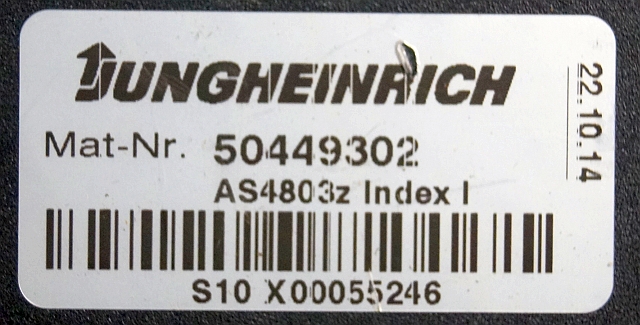 JUNGHEINRICH
22.10.14
Mat-Nr. 50449302
AS4803z Index I
S10 X00055246